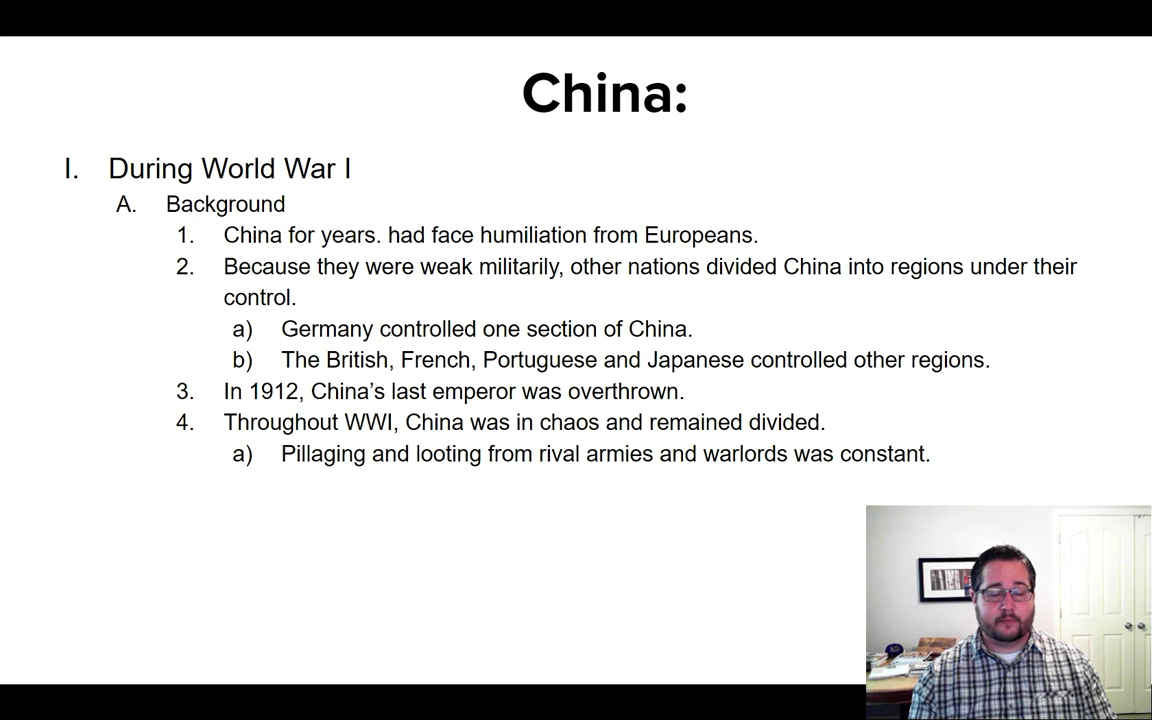 China:
I. During World War I
A. Background
1. China for years. had face humiliation from Europeans.
2. Because they were weak militarily, other nations divided China into regions under their
control.
a) Germany controlled one section of China.
b) The British, French, Portuguese and Japanese controlled other regions.
3. In 1912, China’s last emperor was overthrown.
4. Throughout WWI, China was in chaos and remained divided.
a) Pillaging and looting from rival armies and warlords was constant.